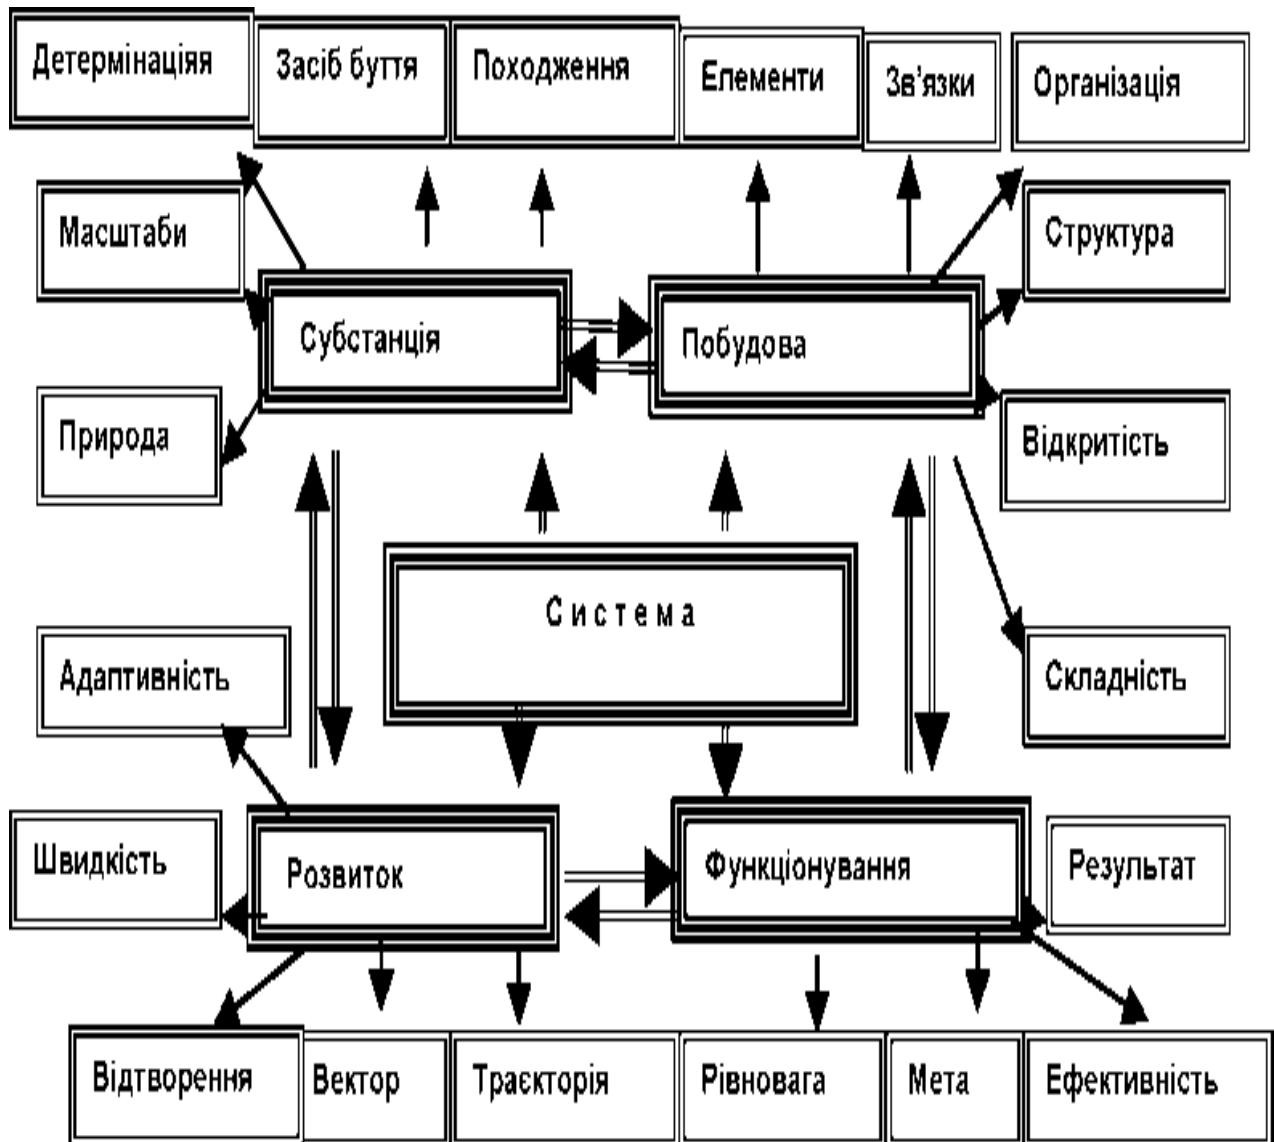 Детермінаціяя
Засіб буття
Походження
Елементи
Зв'язки
Організація
Масштаби
Структура
Субстанція
Побудова
Природа
Відкритість
Система
Адаптивність
Складність
Швидкість
Розвиток
Функціонування
Результат
Відтворення
Вектор
Траєкторія
Рівновага
Мета
Ефективність